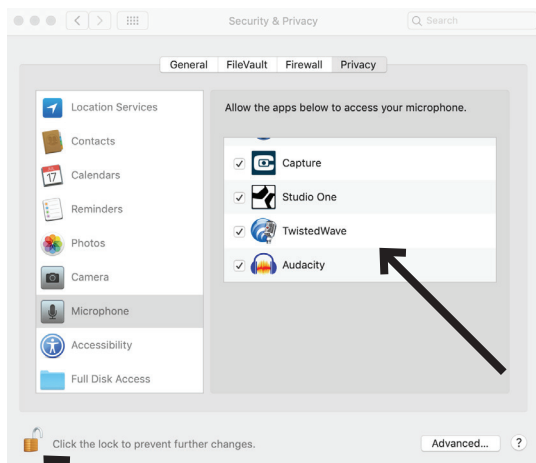 Security & Privacy
Search
General FileVault Firewall Privacy
Location Services
Contacts
17
Calendars
Reminders
Photos
Camera
Microphone
Accessibility
Full Disk Access
Allow the apps below to access your microphone.
Capture
Studio One
TwistedWave
Audacity
Click the lock to prevent further changes.
Advanced... ?